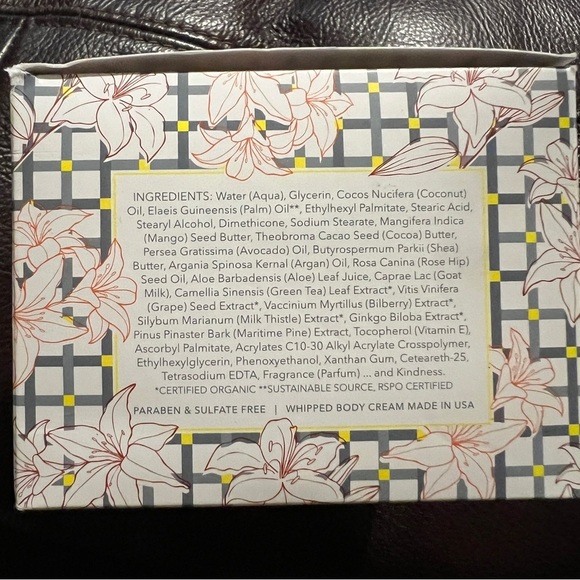 INGREDIENTS: Water (Aqua), Glycerin, Cocos Nucifera (Coconut)
Oil, Elaeis Guineensis (Palm) Oil**, Ethylhexyl Palmitate, Stearic Acid,
Stearyl Alcohol, Dimethicone, Sodium Stearate, Mangifera Indica
(Mango) Seed Butter, Theobroma Cacao Seed (Cocoa) Butter,
Persea Gratissima (Avocado) Oil, Butyrospermum Parkii (Shea)
Butter, Argania Spinosa Kernal (Argan) Oil, Rosa Canina (Rose Hip)
Seed Oil, Aloe Barbadensis (Aloe) Leaf Juice, Caprae Lac (Goat
Milk), Camellia Sinensis (Green Tea) Leaf Extract*, Vitis Vinifera
(Grape) Seed Extract*, Vaccinium Myrtillus (Bilberry) Extract*,
Silybum Marianum (Milk Thistle) Extract*, Ginkgo Biloba Extract*,
Pinus Pinaster Bark (Maritime Pine) Extract, Tocopherol (Vitamin E),
Ascorbyl Palmitate, Acrylates C10-30 Alkyl Acrylate Crosspolymer,
Ethylhexylglycerin, Phenoxyethanol, Xanthan Gum, Ceteareth-25,
Tetrasodium EDTA, Fragrance (Parfum) ... and Kindness.
*CERTIFIED ORGANIC **SUSTAINABLE SOURCE, RSPO CERTIFIED
PARABEN & SULFATE FREE | WHIPPED BODY CREAM MADE IN USA